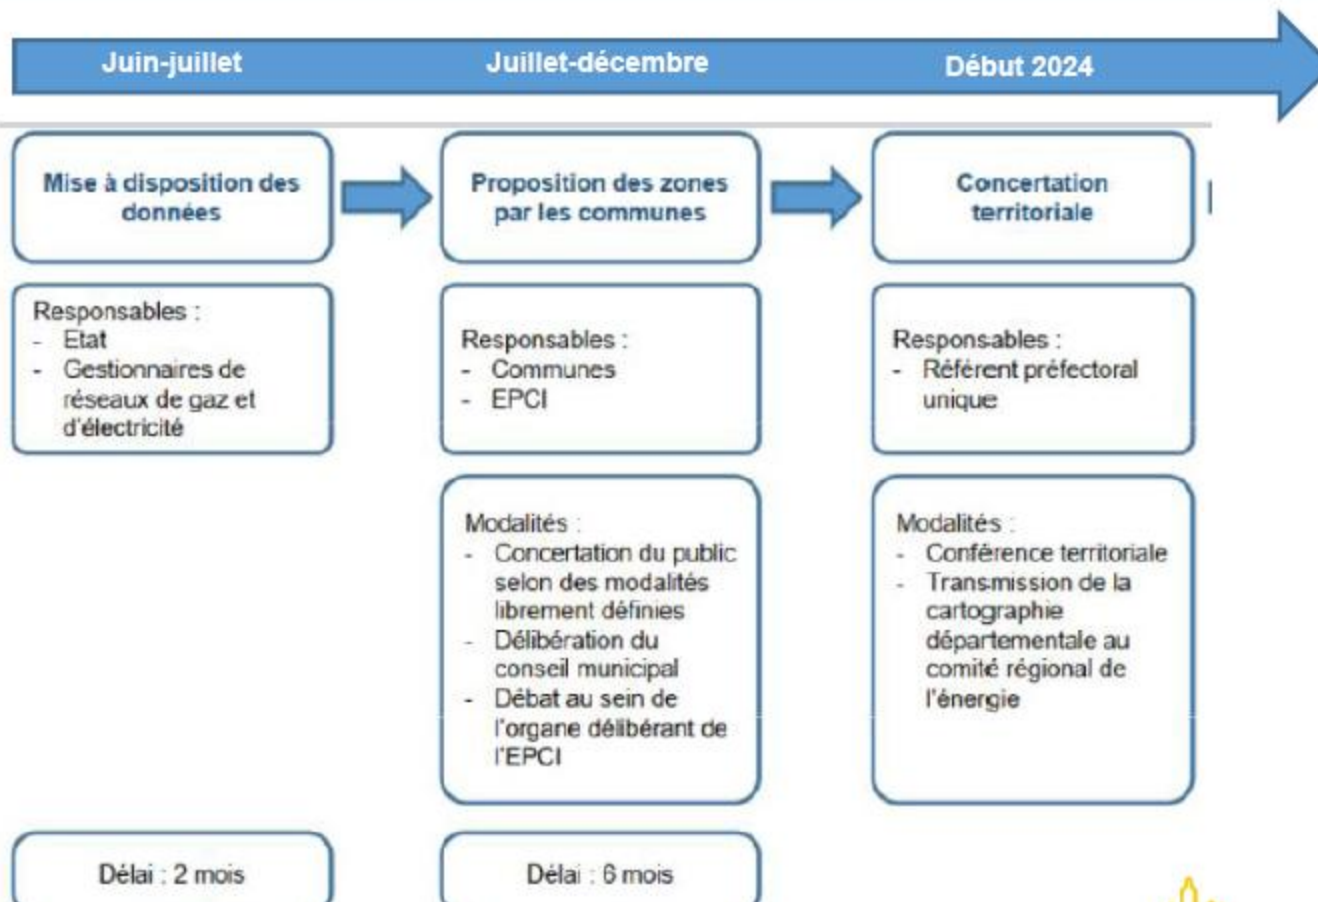 Juin-juillet
Juillet-décembre
Début 2024
Mise à disposition des
données
Proposition des zones
par les communes
Concertation
territoriale
Responsables :
- Etat
- Gestionnaires de
réseaux de gaz et
d'électricité
Responsables :
- Communes
- EPCI
Responsables :
- Référent préfectoral
unique
Modalités :
- Concertation du public
selon des modalités
librement définies
- Délibération du
conseil municipal
- Débat au sein de
l'organe délibérant de
l'EPCI
Modalités :
- Conférence territoriale
- Transmission de la
cartographie
départementale au
comité régional de
l'énergie
Délai : 2 mois
Délai : 6 mois